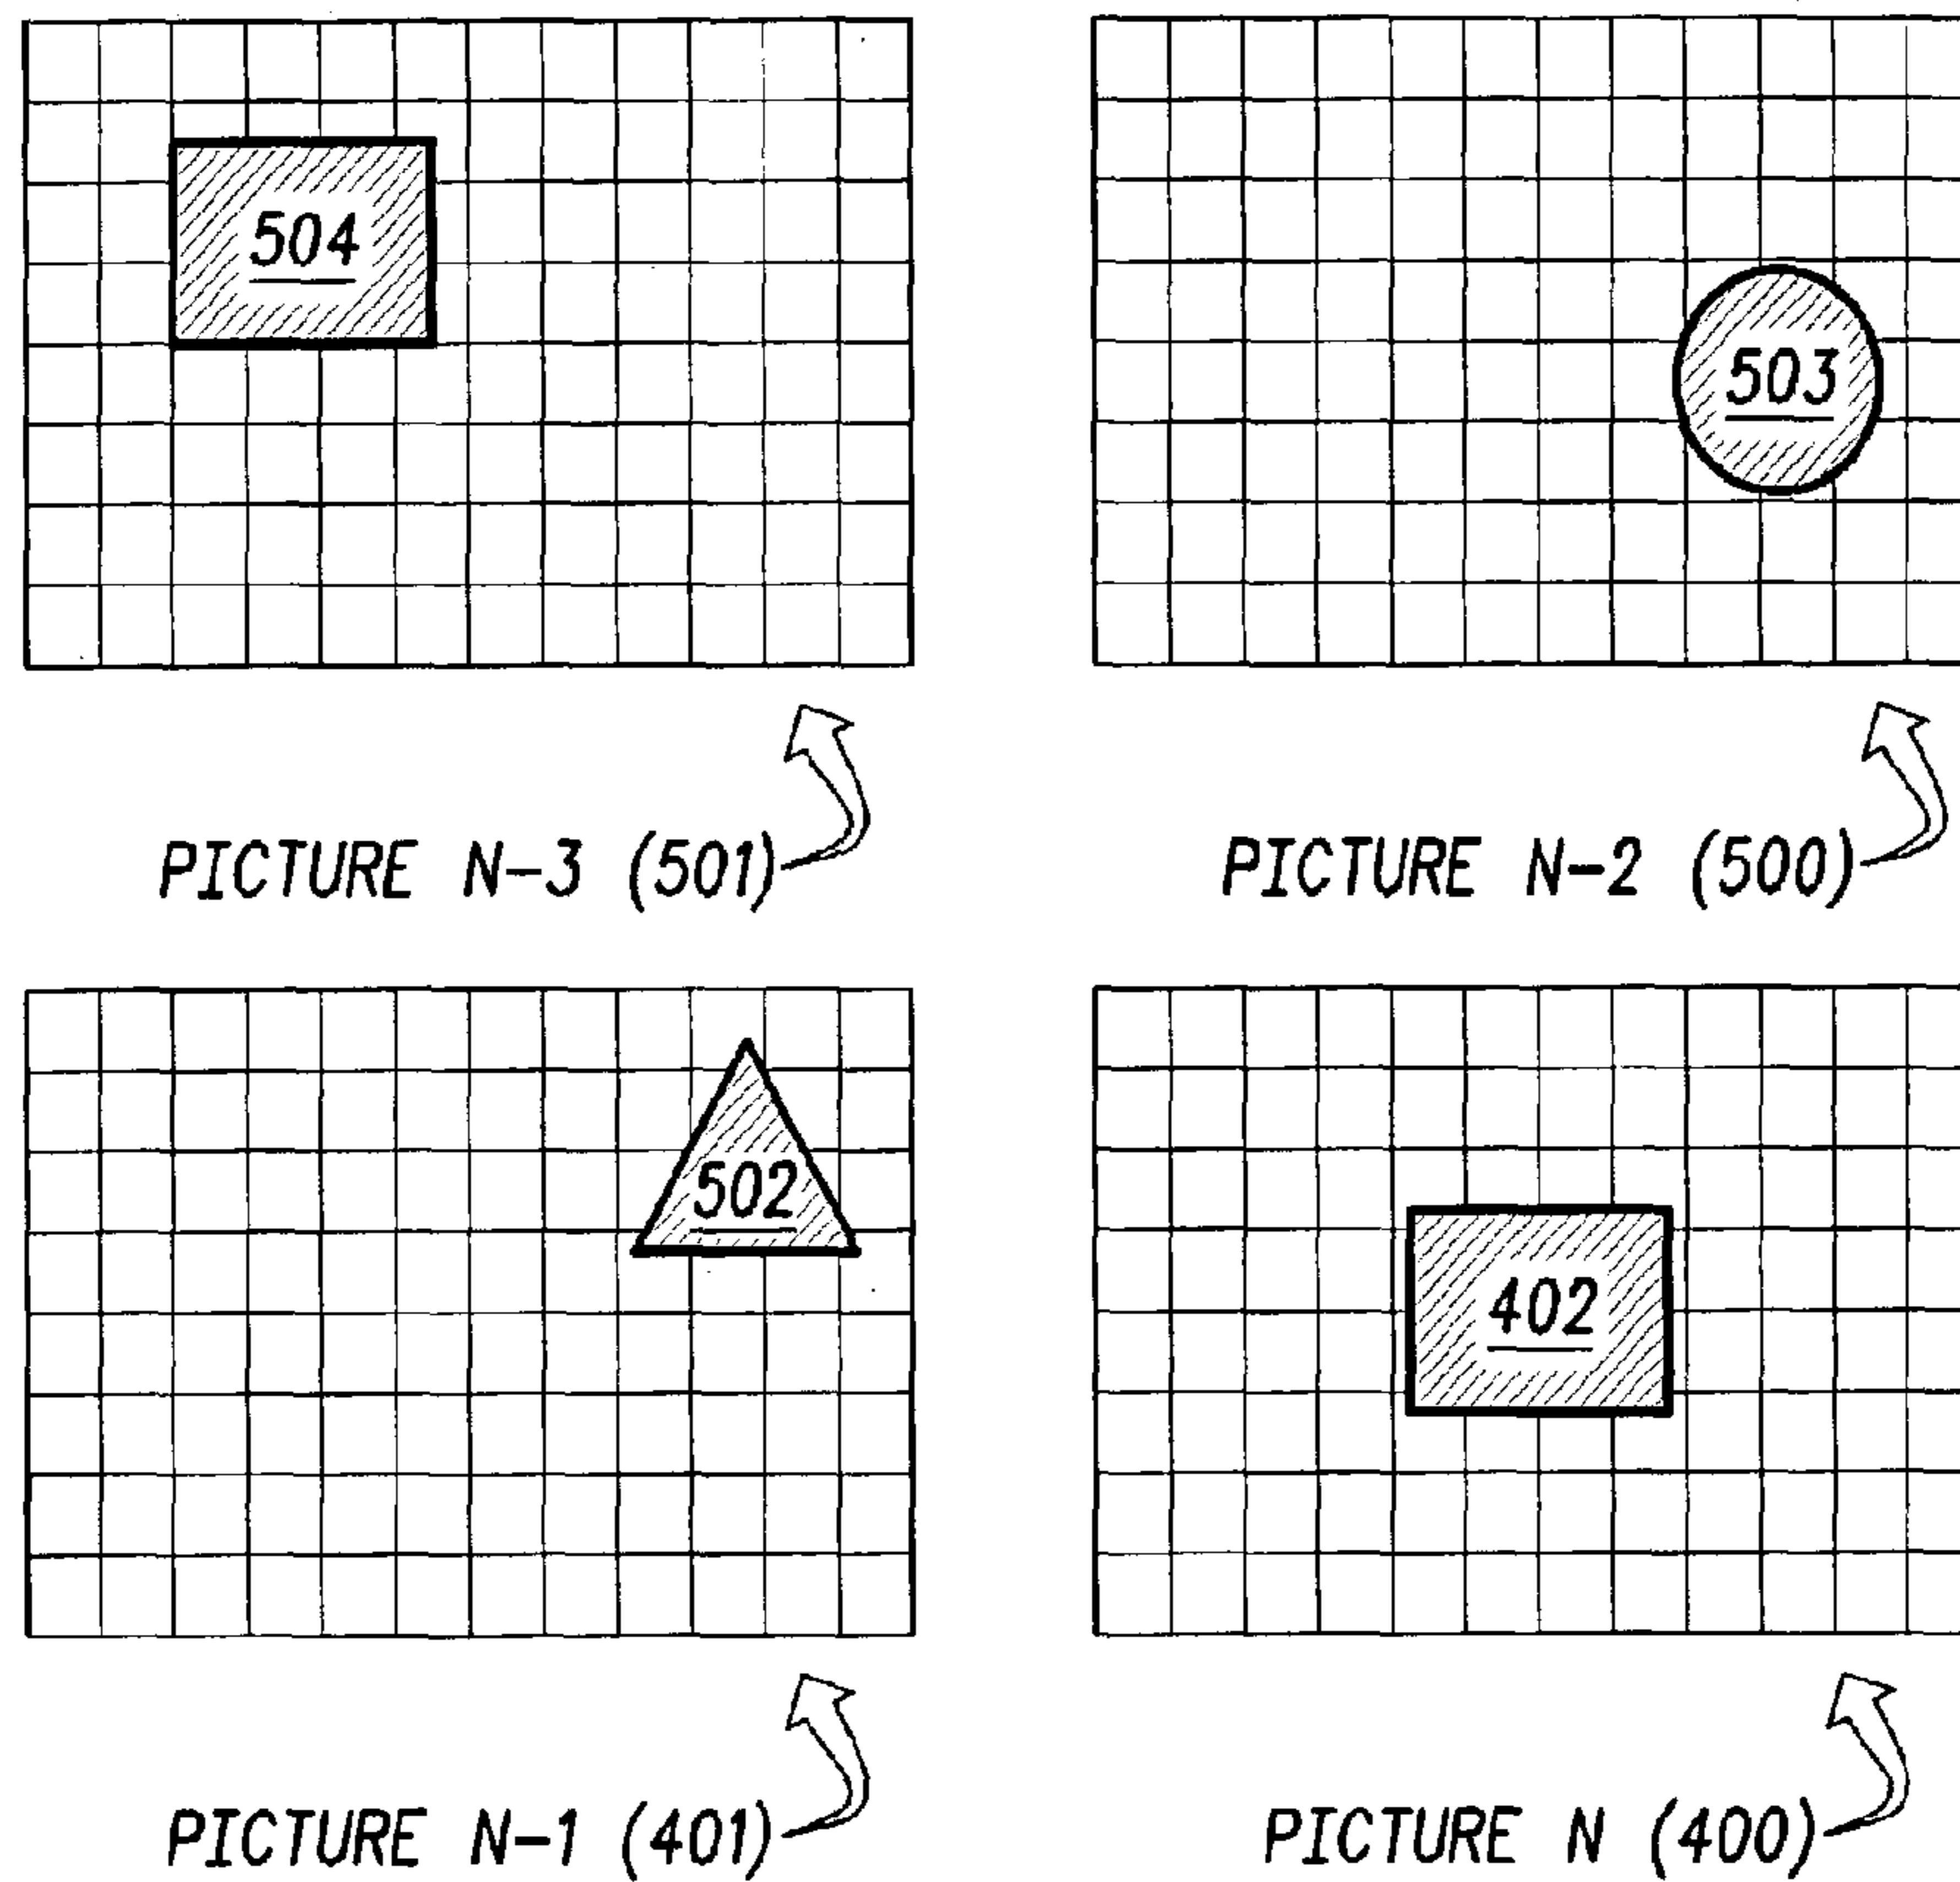 504
503
PICTURE N-3 (501)
PICTURE N-2 (500)
502
402
PICTURE N-1 (401)
PICTURE N (400)